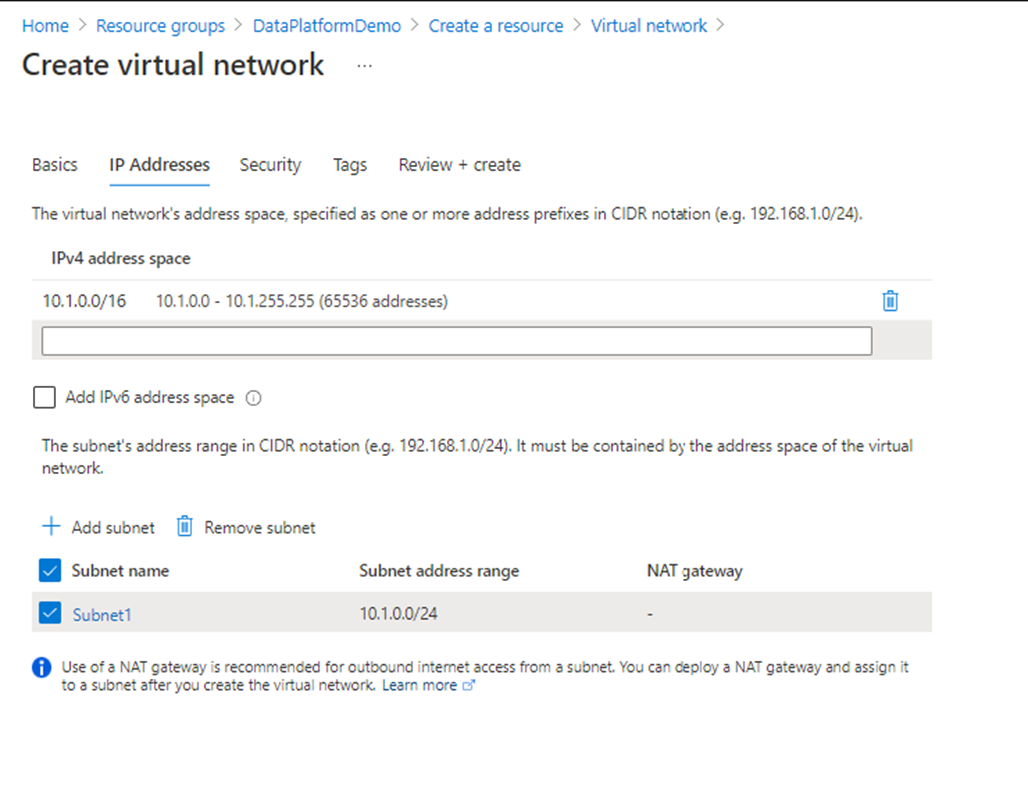 Home > Resource groups > DataPlatformDemo > Create a resource > Virtual network >
Create virtual network ...
Basics IP Addresses Security Tags Review + create
The virtual network's address space, specified as one or more address prefixes in CIDR notation (e.g. 192.168.1.0/24).
IPv4 address space
10.1.0.0/16 10.1.0.0 - 10.1.255.255 (65536 addresses)
Add IPv6 address space
The subnet's address range in CIDR notation (e.g. 192.168.1.0/24). It must be contained by the address space of the virtual
network.
+ Add subnet Remove subnet
Subnet name Subnet address range NAT gateway
Subnet1 10.1.0.0/24 -
Use of a NAT gateway is recommended for outbound internet access from a subnet. You can deploy a NAT gateway and assign it
to a subnet after you create the virtual network. Learn more